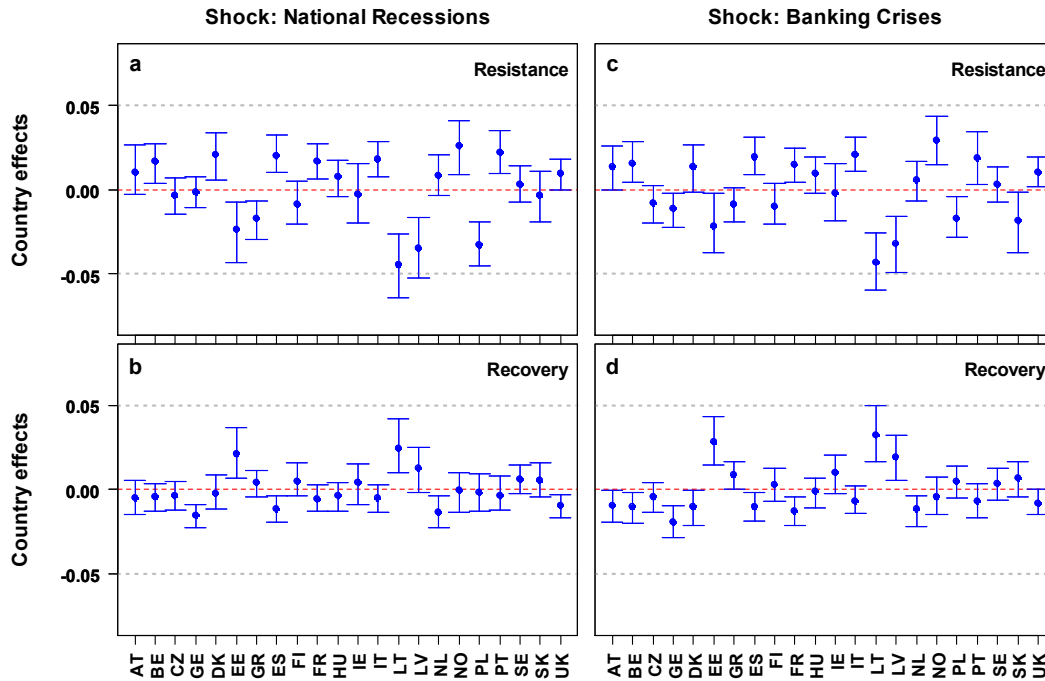 Shock: National Recessions
Shock: Banking Crises
a
Resistance
c
Resistance
0.05
0.00
-0.05
Country effects
b
Recovery
d
Recovery
0.05
0.00
-0.05
Country effects
AT BE CZ GE DK EE GR ES FI FR HU IE IT LT LV NL NO PL PT SE SK UK
AT BE CZ GE DK EE GR ES FI FR HU IE IT LT LV NL NO PL PT SE SK UK